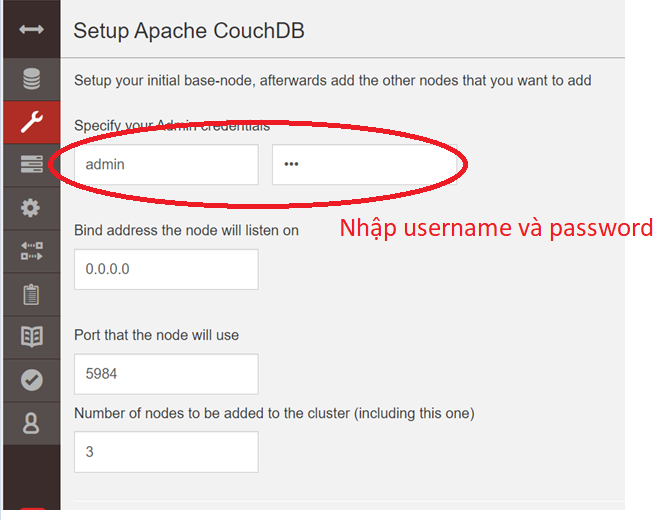 Setup Apache CouchDB
Setup your initial base-node, afterwards add the other nodes that you want to add
Specify your Admin credentials
admin •••
Nhập username và password
Bind address the node will listen on
0.0.0.0
Port that the node will use
5984
Number of nodes to be added to the cluster (including this one)
3